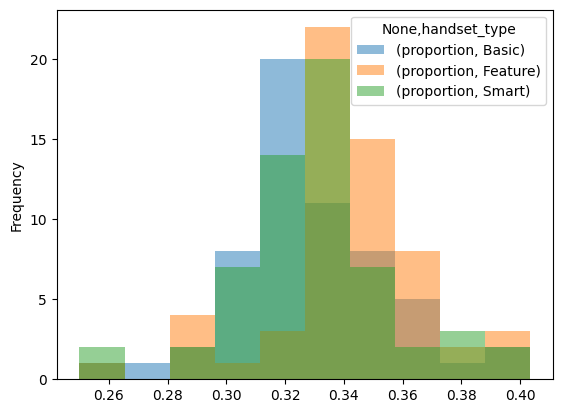 None,handset_type
(proportion, Basic)
(proportion, Feature)
(proportion, Smart)
Frequency
20
15
10
5
0
0.26 0.28 0.30 0.32 0.34 0.36 0.38 0.40